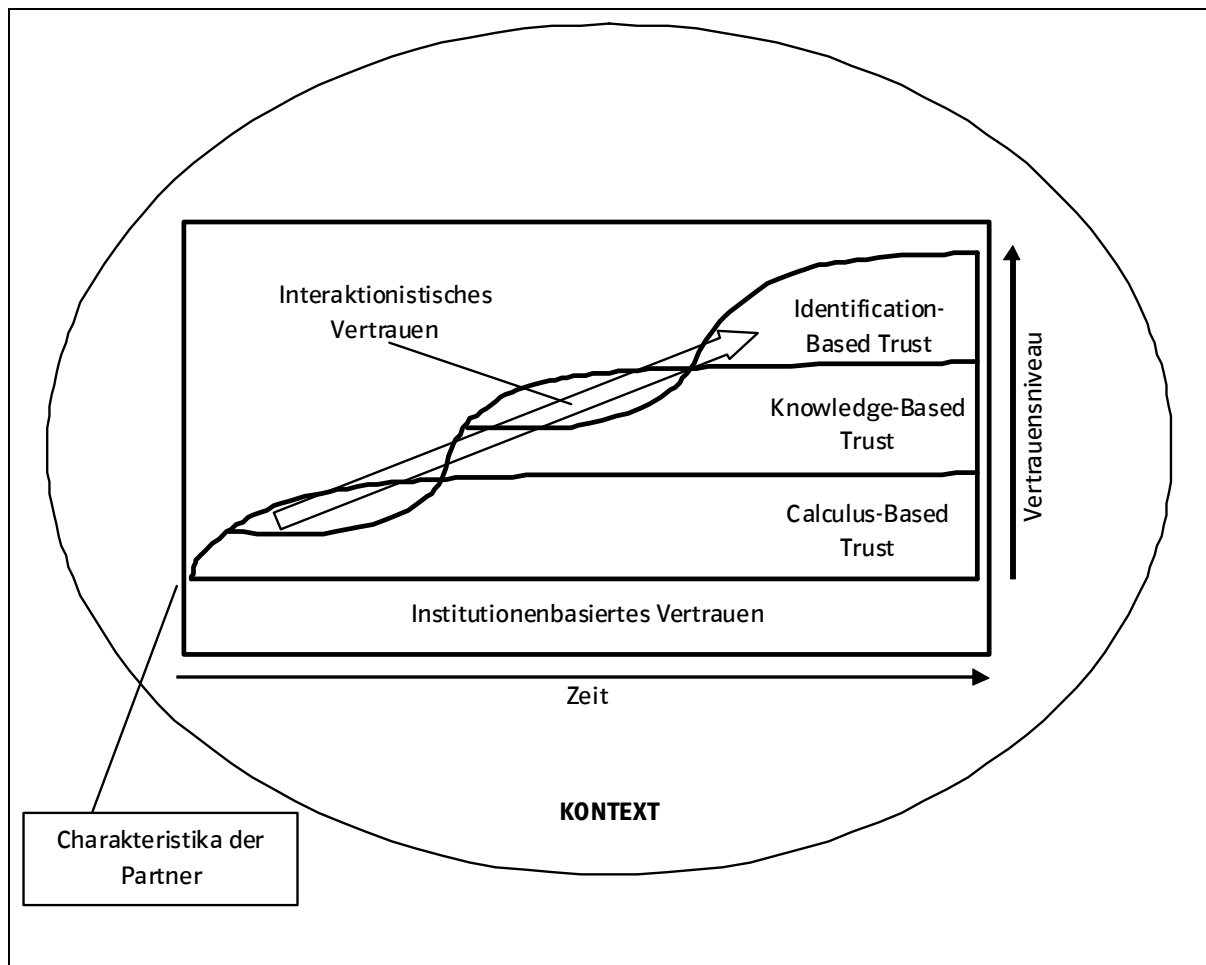 Interaktionistisches
Vertrauen
Identification-
Based Trust
Knowledge-Based
Trust
Calculus-Based
Trust
Vertrauensniveau
Institutionenbasiertes Vertrauen
Zeit
KONTEXT
Charakteristika der
Partner